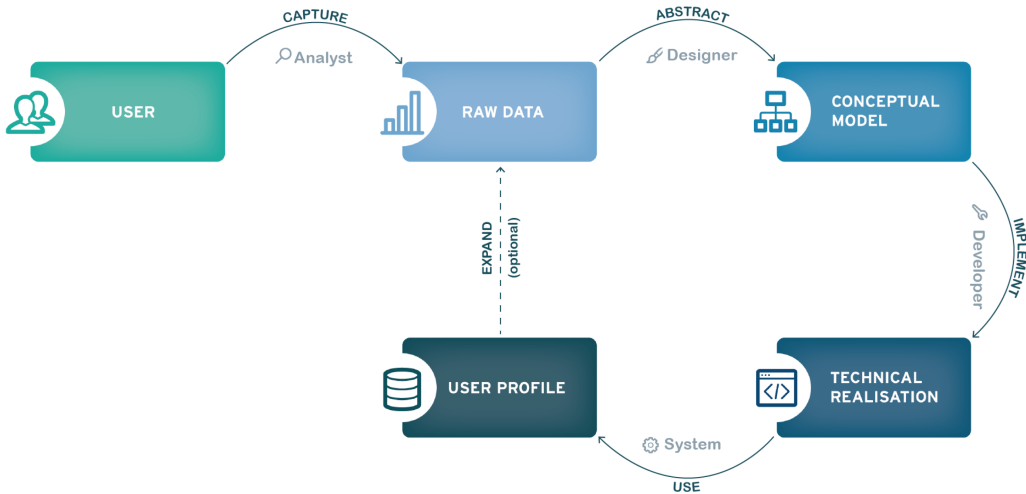 CAPTURE
Analyst
ABSTRACT
Designer
USER
RAW DATA
CONCEPTUAL
MODEL
EXPAND
(optional)
Developer
IMPLEMENT
USER PROFILE
</>
TECHNICAL
REALISATION
System
USE